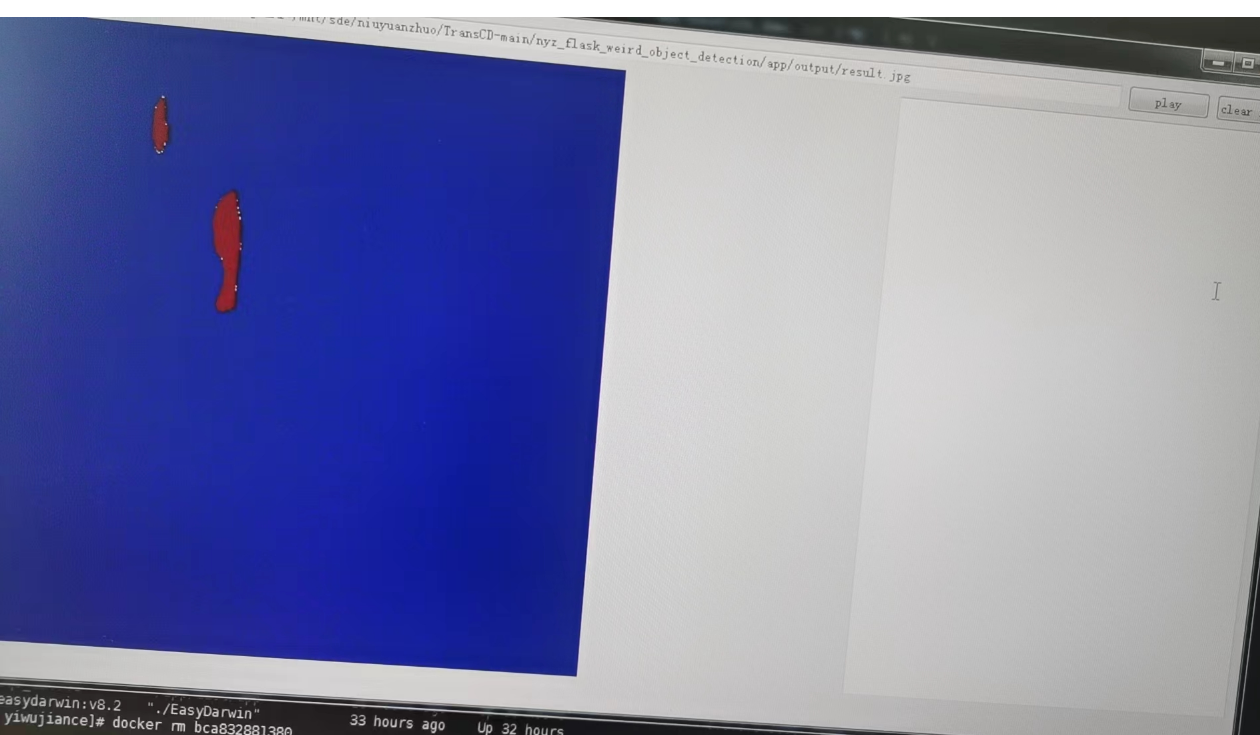 /mnt/sde/niuyuanzhuo/TransCD-main/nyz_flask_weird_object_detection/app/output/result.jpg
play
clear
easydarwin:v8.2 "./EasyDarwin" 33 hours ago Up 32 hours
yiwujiance]# docker rm bca832881380